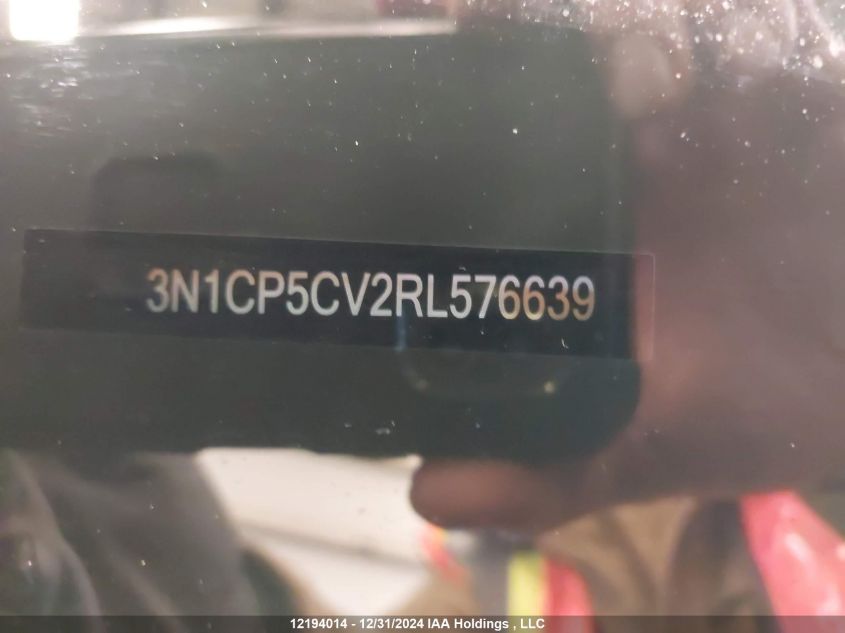 3N1CP5CV2RL576639
12194014 - 12/31/2024 IAA Holdings , LLC